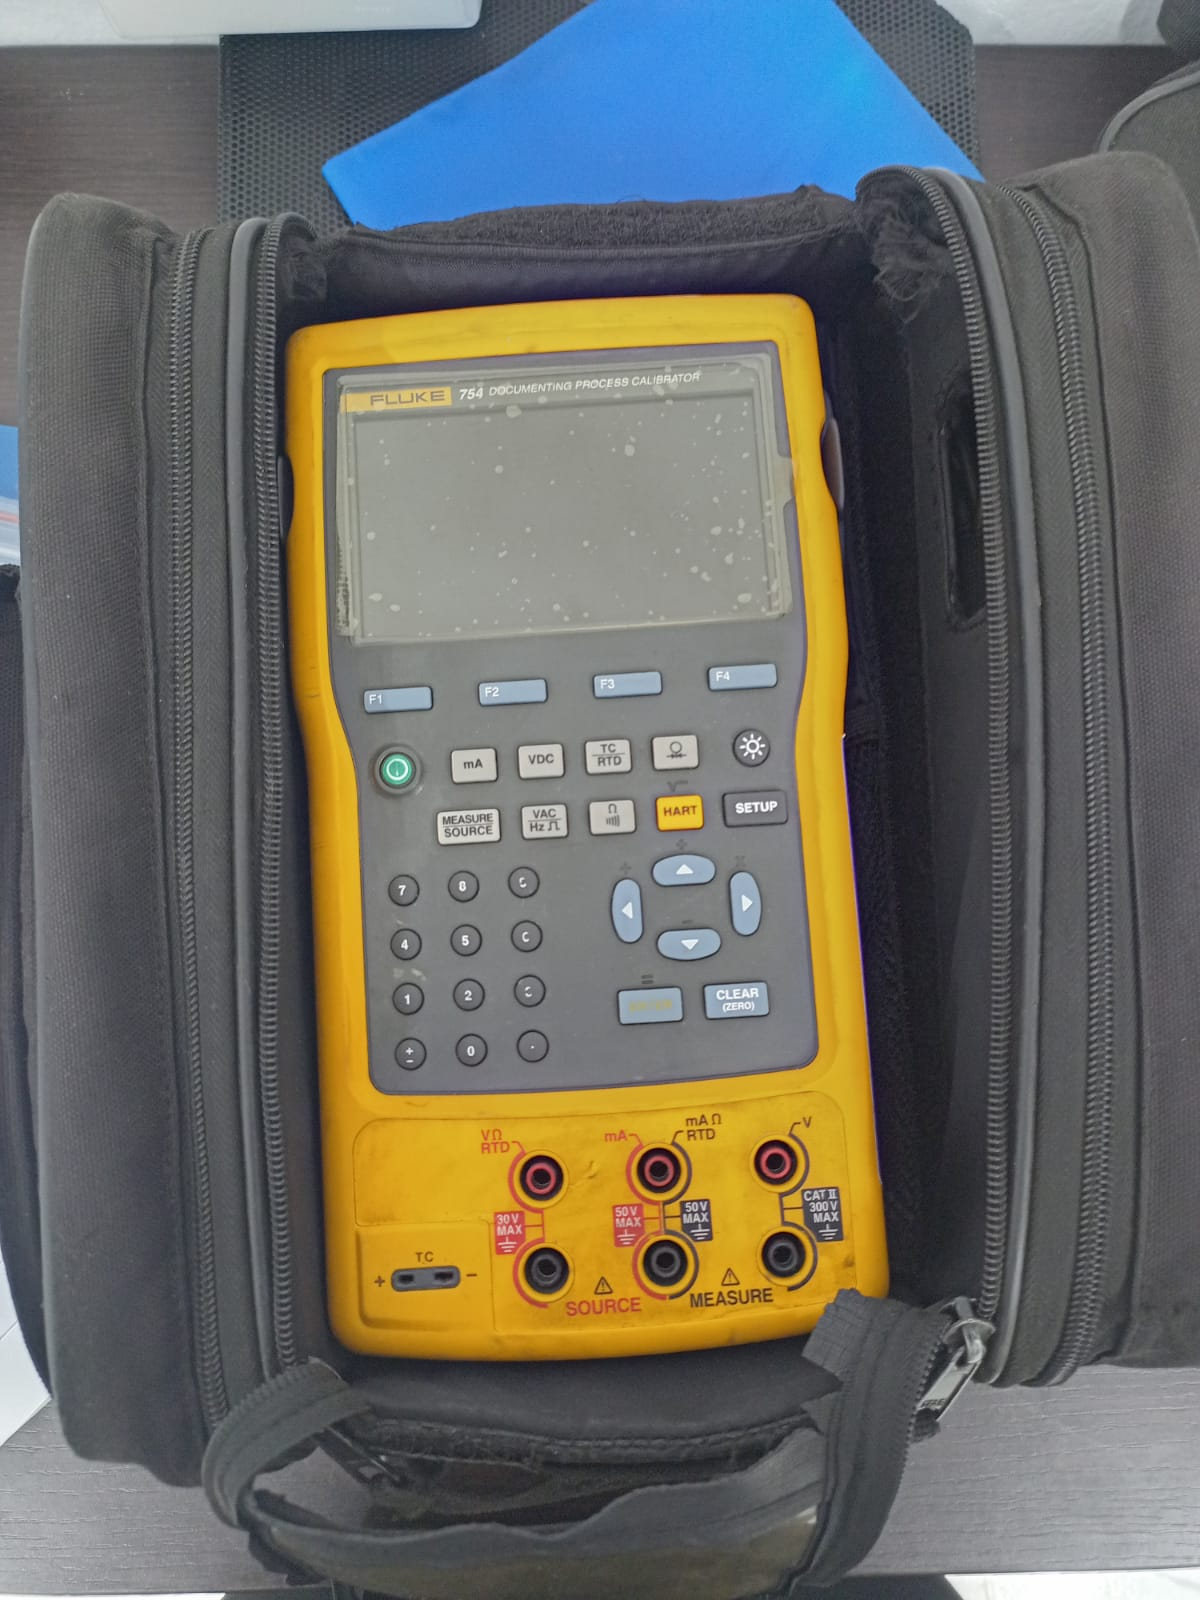 FLUKE 754 DOCUMENTING PROCESS CALIBRATOR
F1 F2 F3 F4
mA VDC TC RTD
MEASURE SOURCE VAC Hz Ω HART SETUP
7 8
4 5
1 2
+ - 0 .
CLEAR
(ZERO)
VΩ RTD mA mAΩ RTD V
30V MAX 50V MAX 50V MAX CAT II 300V MAX
TC
+ -
SOURCE MEASURE